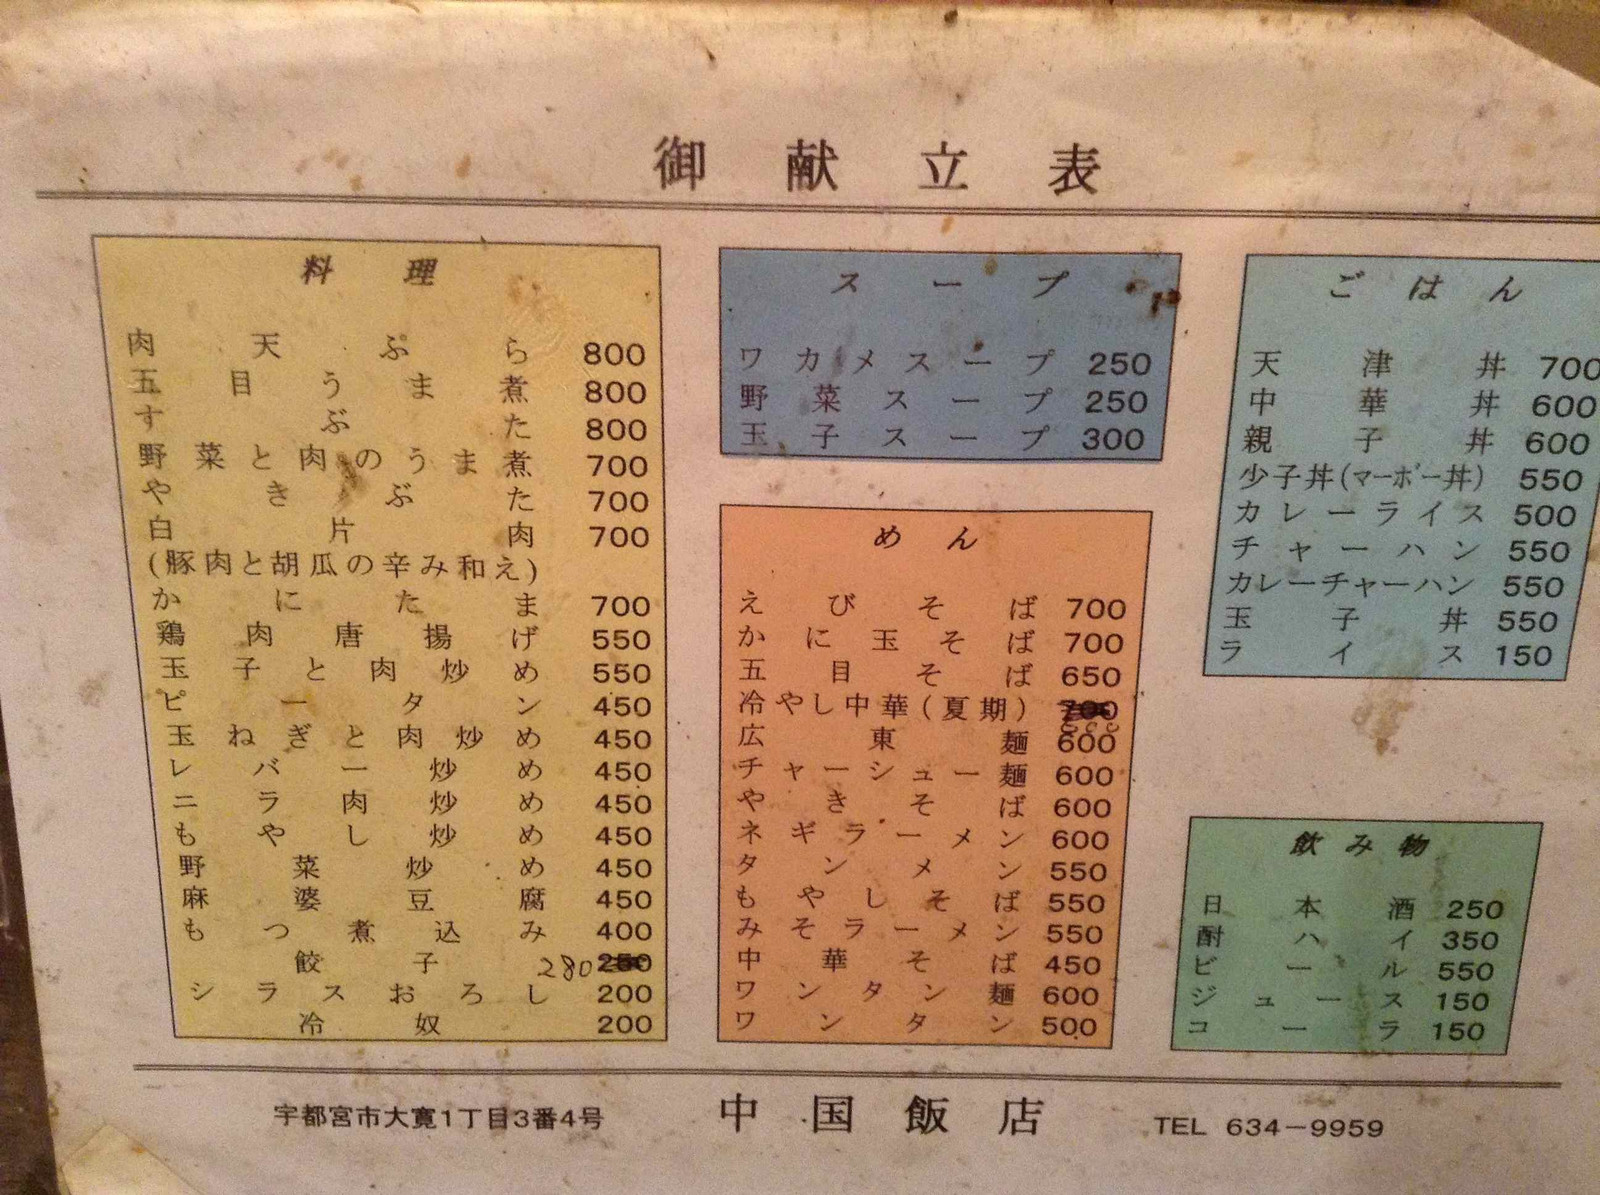 御献立表
料理
肉天ぷら 800
五目うま煮 800
すぶた 800
野菜と肉のうま煮 700
やきぶた 700
白片肉 700
(豚肉と胡瓜の辛み和え)
かにたま 700
鶏肉唐揚げ 550
玉子と肉炒め 550
ピータン 450
玉ねぎと肉炒め 450
レバー炒め 450
ニラ肉炒め 450
もやし炒め 450
野菜炒め 450
麻婆豆腐 450
もつ煮込み 400
餃子 280 250
シラスおろし 200
冷奴 200
スープ
ワカメスープ 250
野菜スープ 250
玉子スープ 300
めん
えびそば 700
かに玉そば 700
五目そば 650
冷やし中華(夏期) 700
広東麺 600
チャーシュー麺 600
やきそば 600
ネギラーメン 600
タンメン 550
もやしそば 550
みそラーメン 550
中華そば 450
ワンタン麺 600
ワンタン 500
ごはん
天津丼 700
中華丼 600
親子丼 600
少子丼(マーボー丼) 550
カレーライス 500
チャーハン 550
カレーチャーハン 550
玉子丼 550
ライス 150
飲み物
日本酒 250
酎ハイ 350
ビール 550
ジュース 150
コーラ 150
宇都宮市大寛1丁目3番4号 中国飯店 TEL 634-9959